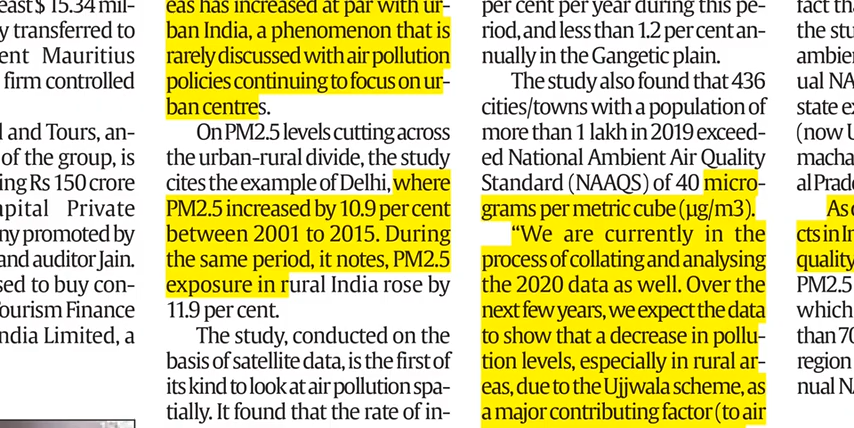 east $ 15.34 mil-
y transferred to
ent Mauritius
firm controlled
l and Tours, an-
of the group, is
ing Rs 150 crore
apital Private
ny promoted by
and auditor Jain.
sed to buy con-
Tourism Finance
ndia Limited, a
eas has increased at par with ur-
ban India, a phenomenon that is
rarely discussed with air pollution
policies continuing to focus on ur-
ban centres.
On PM2.5 levels cutting across
the urban-rural divide, the study
cites the example of Delhi, where
PM2.5 increased by 10.9 per cent
between 2001 to 2015. During
the same period, it notes, PM2.5
exposure in rural India rose by
11.9 per cent.
The study, conducted on the
basis of satellite data, is the first of
its kind to look at air pollution spa-
tially. It found that the rate of in-
per cent per year during this pe-
riod, and less than 1.2 per cent an-
nually in the Gangetic plain.
The study also found that 436
cities/towns with a population of
more than 1 lakh in 2019 exceed-
ed National Ambient Air Quality
Standard (NAAQS) of 40 micro-
grams per metric cube (µg/m3).
“We are currently in the
process of collating and analysing
the 2020 data as well. Over the
next few years, we expect the data
to show that a decrease in pollu-
tion levels, especially in rural ar-
eas, due to the Ujjwala scheme, as
a major contributing factor (to air
fact tha
the stu
ambien
ual NA
state ex
(now U
macha
al Prade
As
cts in In
quality
PM2.5
which
than 70
region
nual NA